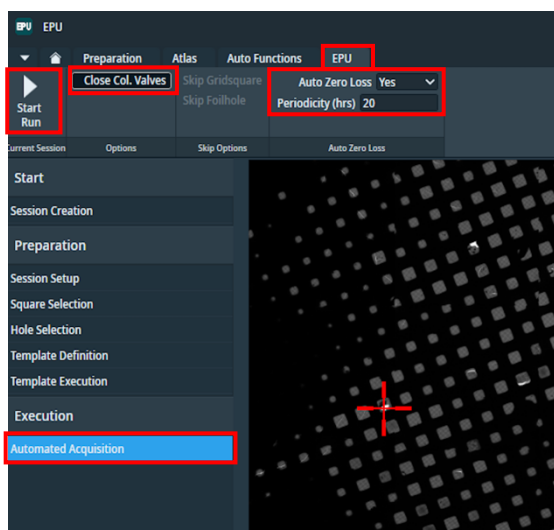 EPU EPU
Preparation Atlas Auto Functions EPU
Start
Run
Close Col. Valves
Skip Gridsquare
Skip Foilhole
Auto Zero Loss Yes
Periodicity (hrs) 20
Current Session Options Skip Options Auto Zero Loss
Start
Session Creation
Preparation
Session Setup
Square Selection
Hole Selection
Template Definition
Template Execution
Execution
Automated Acquisition